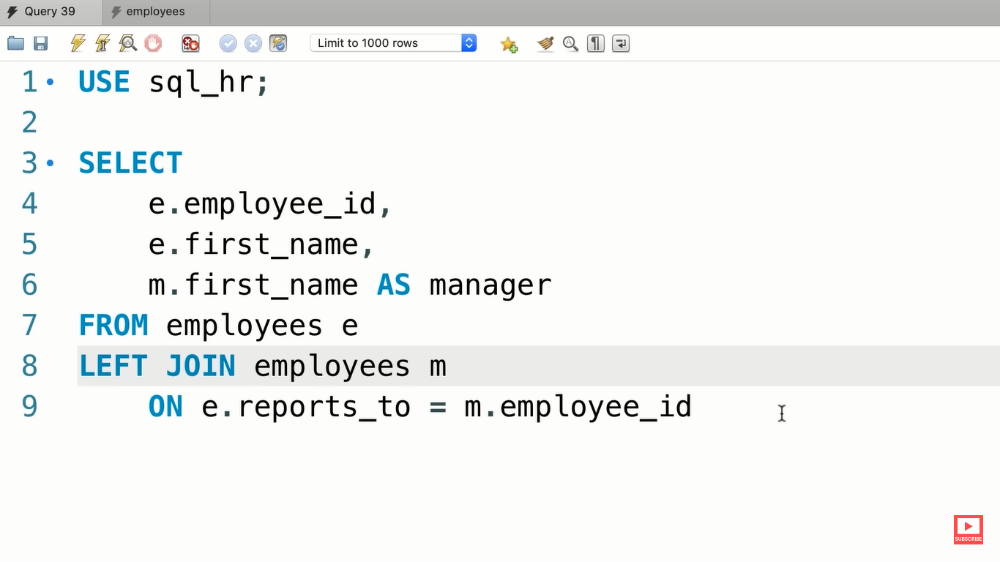 Query 39
employees
Limit to 1000 rows
1 USE sql_hr;
2
3 SELECT
4 e.employee_id,
5 e.first_name,
6 m.first_name AS manager
7 FROM employees e
8 LEFT JOIN employees m
9 ON e.reports_to = m.employee_id
SUBSCRIBE